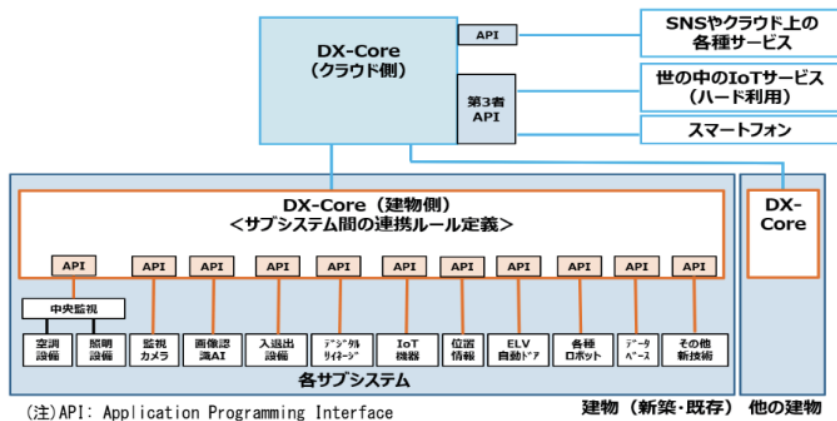 DX-Core
（クラウド側）
API
第3者
API
SNSやクラウド上の
各種サービス
世の中のIoTサービス
（ハード利用）
スマートフォン
DX-Core（建物側）
＜サブシステム間の連携ルール定義＞
DX-
Core
API
API
API
API
API
API
API
API
API
API
API
中央監視
空調
設備
照明
設備
監視
カメラ
画像認
識AI
入退出
設備
ﾃﾞｼﾞﾀﾙ
ｻｲﾈｰｼﾞ
IoT
機器
位置
情報
ELV
自動ﾄﾞｱ
各種
ロボット
ﾃﾞｰﾀ
ﾍﾞｰｽ
その他
新技術
各サブシステム
建物（新築・既存）
他の建物
(注)API: Application Programming Interface